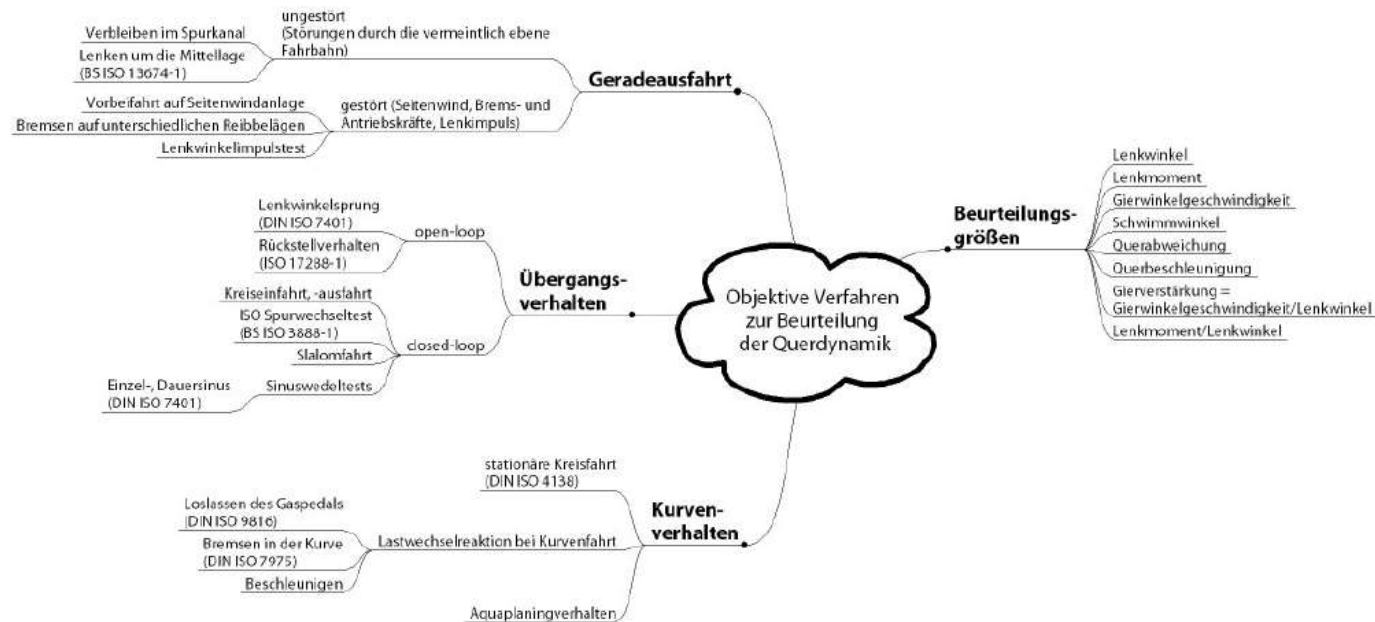 ungestört
(Störungen durch die vermeintlich ebene
Fahrbahn)
Verbleiben im Spurkanal
Lenken um die Mittellage
(BS ISO 13674-1)
Geradeausfahrt
gestört (Seitenwind, Brems- und
Antriebskräfte, Lenkimpuls)
Vorbeifahrt auf Seitenwindanlage
Bremsen auf unterschiedlichen Reibbelägen
Lenkwinkelimpulstest
Lenkwinkelsprung
(DIN ISO 7401)
open-loop
Rückstellverhalten
(ISO 17288-1)
Übergangs-
verhalten
Kreiseinfahrt, -ausfahrt
ISO Spurwechseltest
(BS ISO 3888-1)
closed-loop
Slalomfahrt
Sinuswedeltests
Einzel-, Dauersinus
(DIN ISO 7401)
stationäre Kreisfahrt
(DIN ISO 4138)
Kurven-
verhalten
Loslassen des Gaspedals
(DIN ISO 9816)
Lastwechselreaktion bei Kurvenfahrt
Bremsen in der Kurve
(DIN ISO 7975)
Beschleunigen
Aquaplaningverhalten
Objektive Verfahren
zur Beurteilung
der Querdynamik
Beurteilungs-
größen
Lenkwinkel
Lenkmoment
Gierwinkelgeschwindigkeit
Schwimmwinkel
Querabweichung
Querbeschleunigung
Gierverstärkung =
Gierwinkelgeschwindigkeit/Lenkwinkel
Lenkmoment/Lenkwinkel